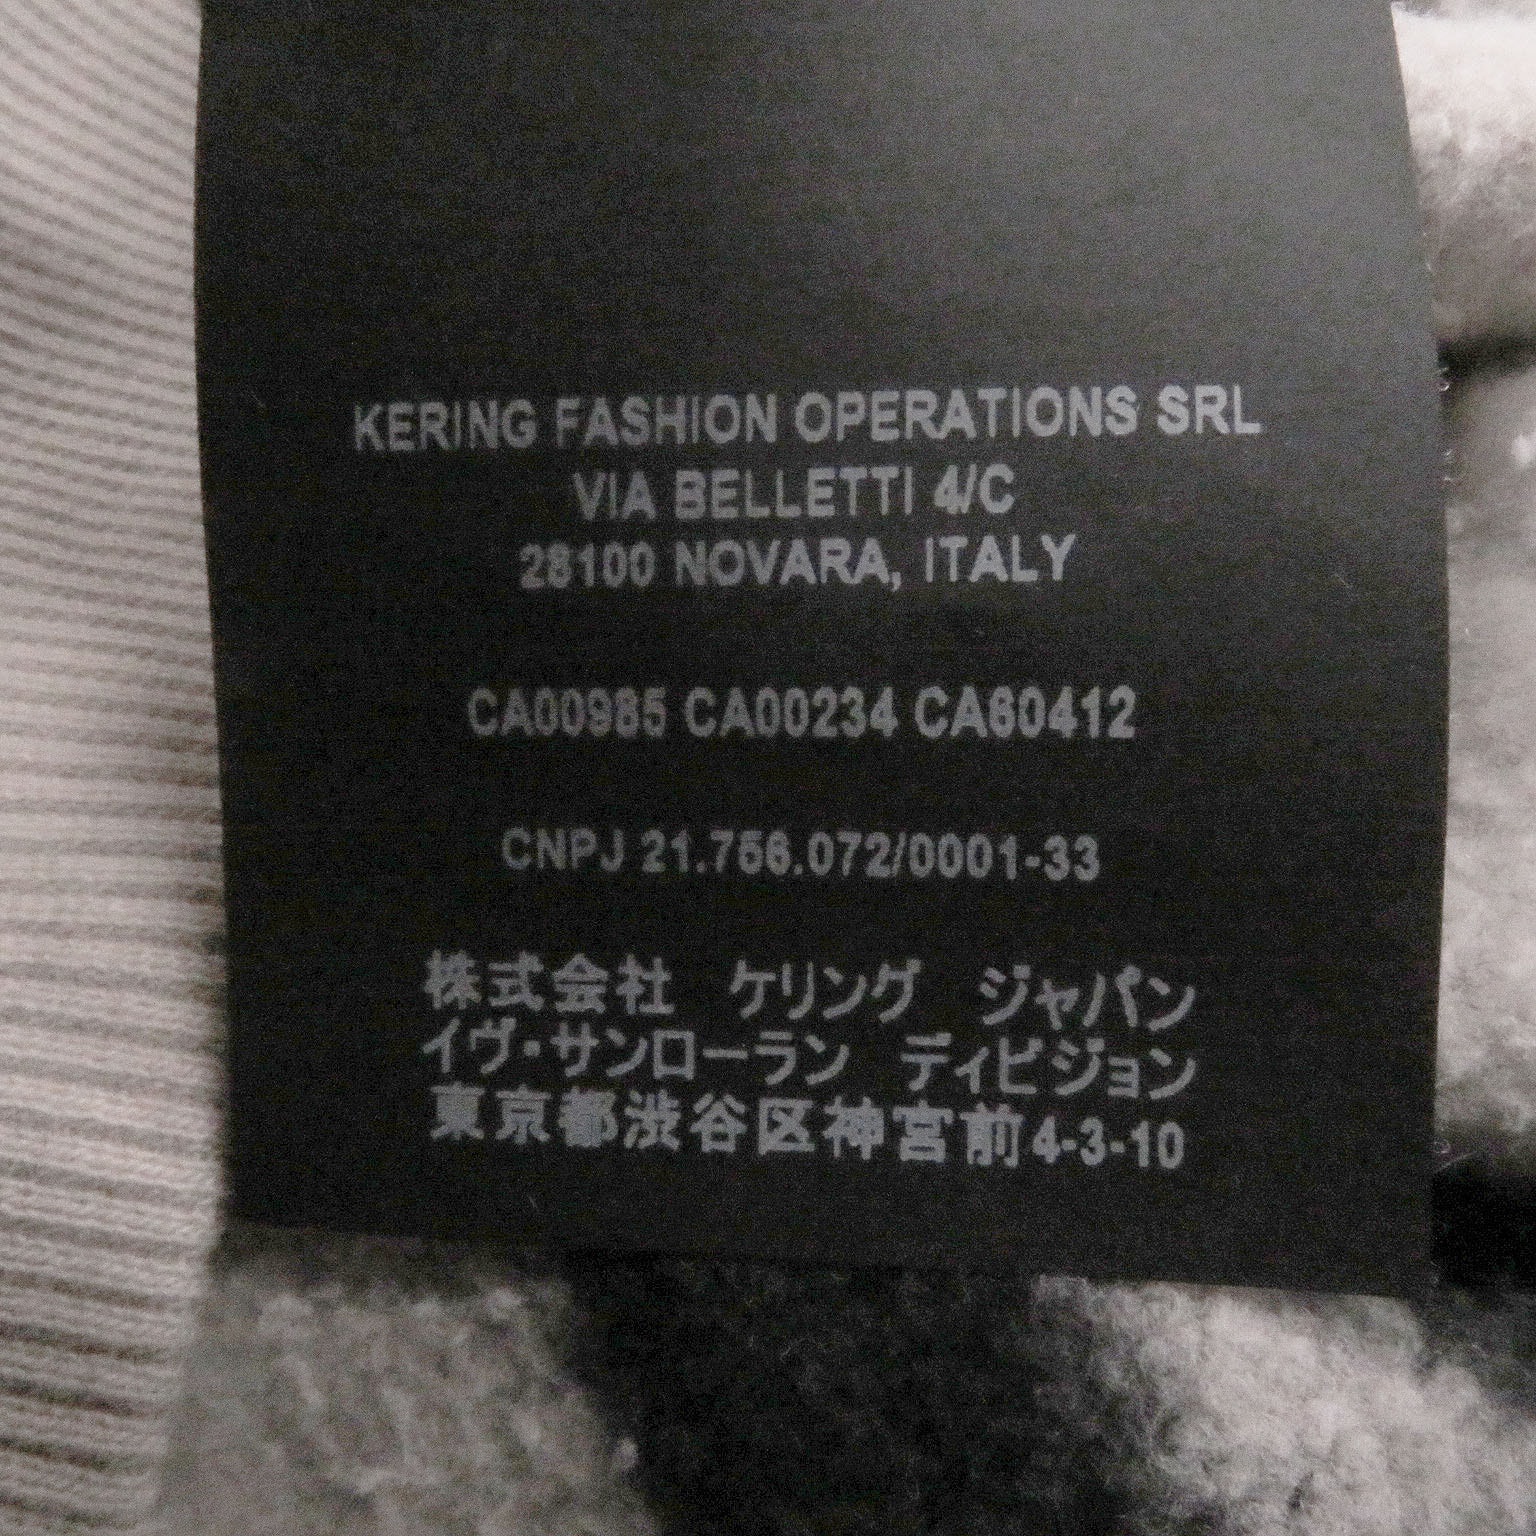 KERING FASHION OPERATIONS SRL
VIA BELLETTI 4/C
28100 NOVARA, ITALY
CA00985 CA00234 CA60412
CNPJ 21.756.072/0001-33
株式会社　ケリング　ジャパン
イヴ・サンローラン　ディビジョン
東京都渋谷区神宮前4-3-10